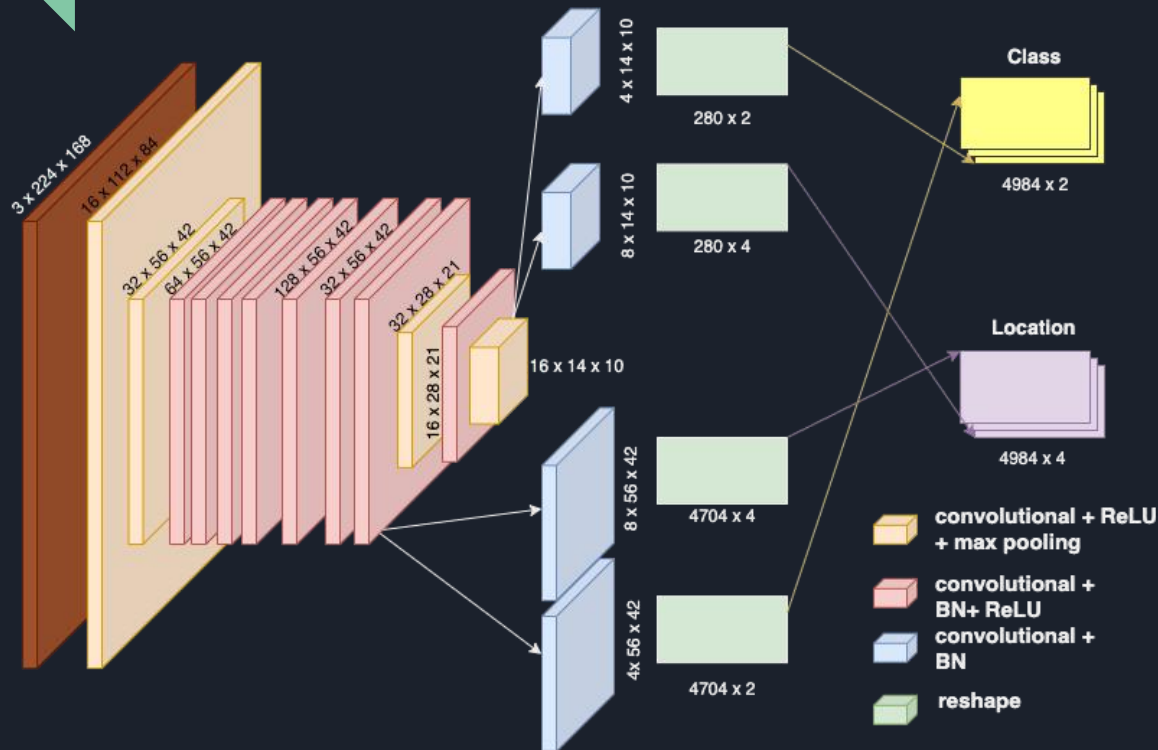 3 x 224 x 168
16 x 112 x 84
32 x 56 x 42
64 x 56 x 42
128 x 56 x 42
32 x 56 x 42
32 x 28 x 21
16 x 28 x 21
16 x 14 x 10
4 x 14 x 10
280 x 2
8 x 14 x 10
280 x 4
8 x 56 x 42
4704 x 4
4x 56 x 42
4704 x 2
Class
4984 x 2
Location
4984 x 4
convolutional + ReLU
+ max pooling
convolutional +
BN+ ReLU
convolutional +
BN
reshape